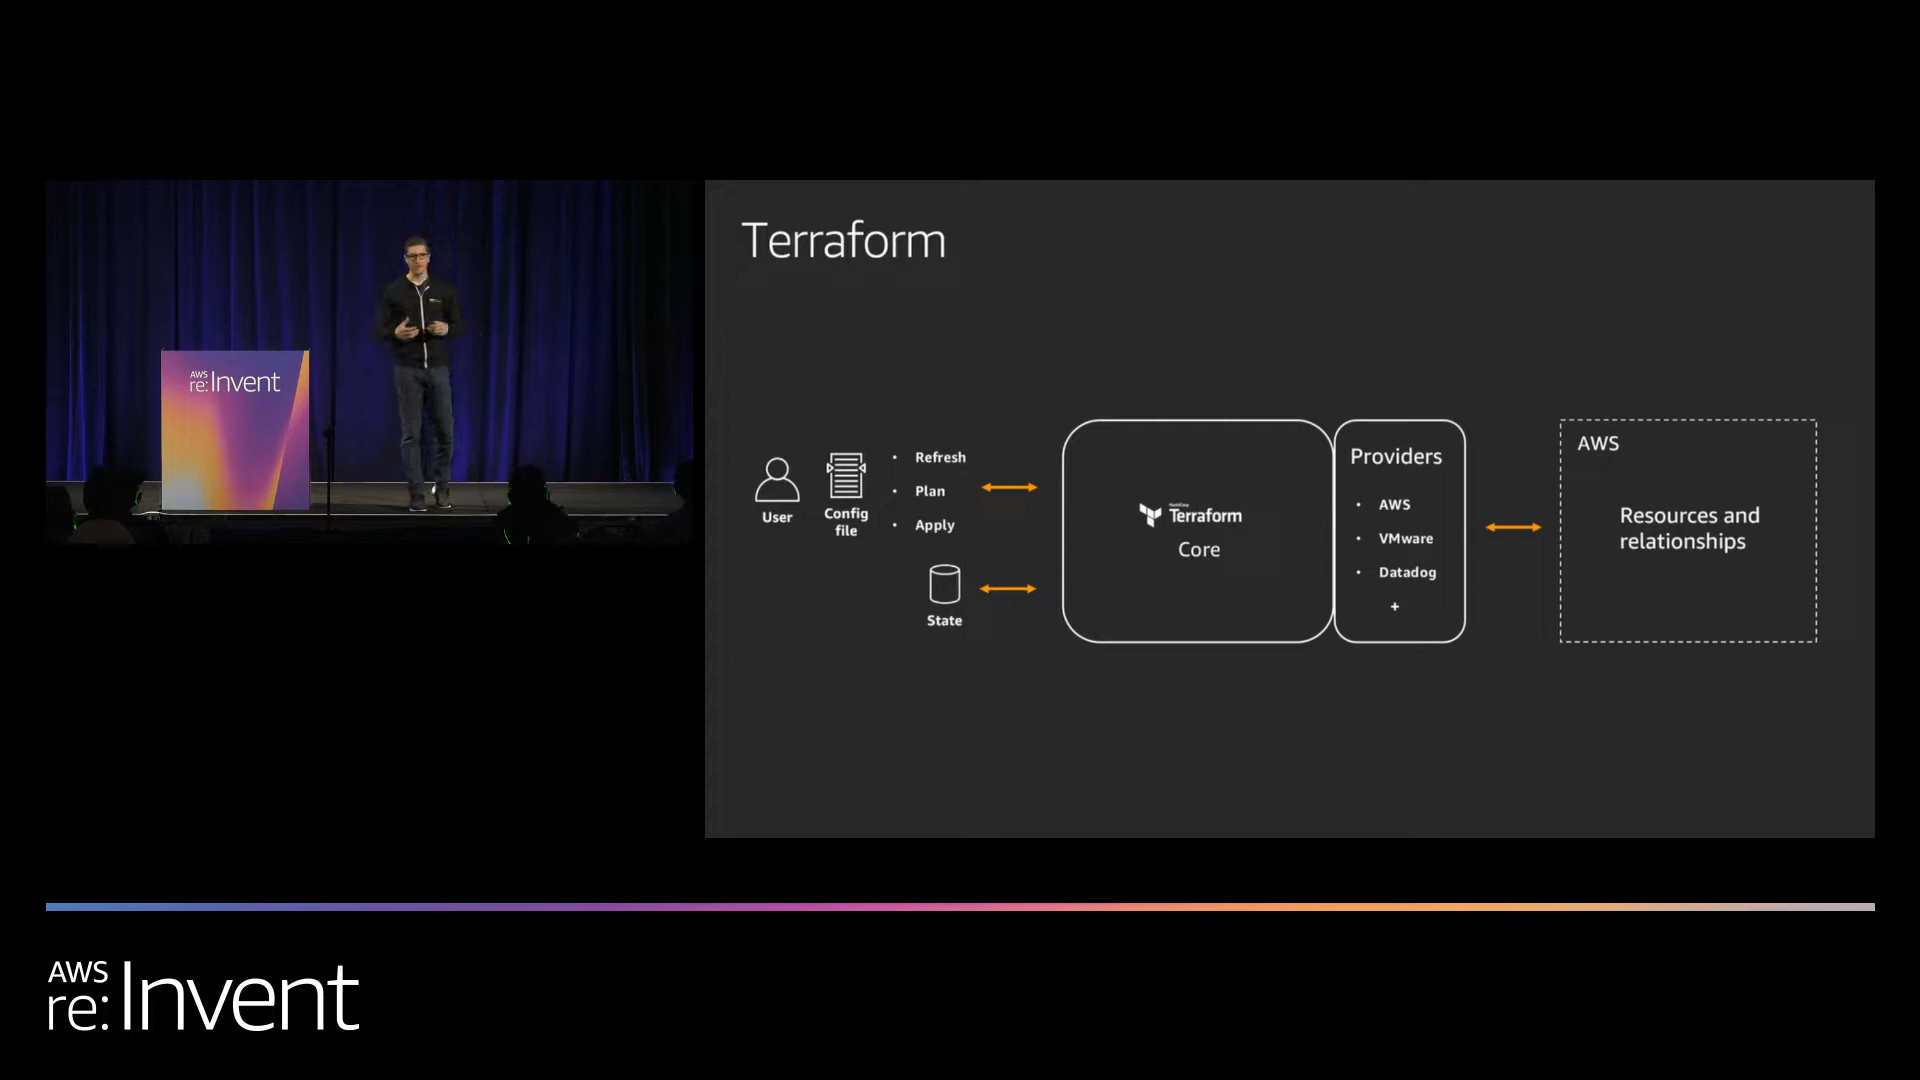 AWS
re:Invent
Terraform
User
Config
file
• Refresh
• Plan
• Apply
State
Terraform
Core
Providers
• AWS
• VMware
• Datadog
+
AWS
Resources and
relationships
AWS
re:Invent